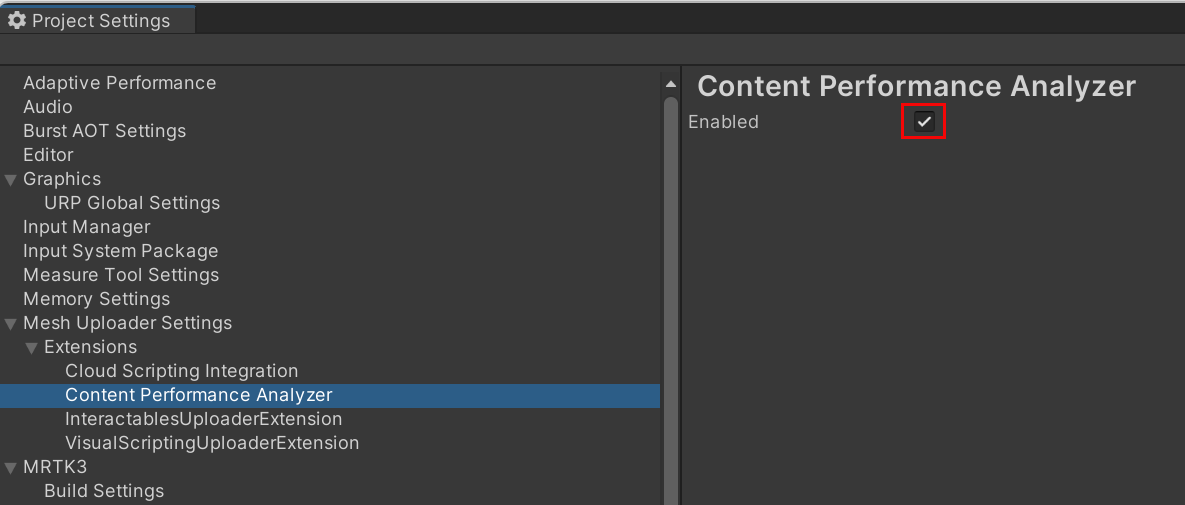 Project Settings
Adaptive Performance
Audio
Burst AOT Settings
Editor
Graphics
URP Global Settings
Input Manager
Input System Package
Measure Tool Settings
Memory Settings
Mesh Uploader Settings
Extensions
Cloud Scripting Integration
Content Performance Analyzer
InteractablesUploaderExtension
VisualScriptingUploaderExtension
MRTK3
Build Settings
Content Performance Analyzer
Enabled